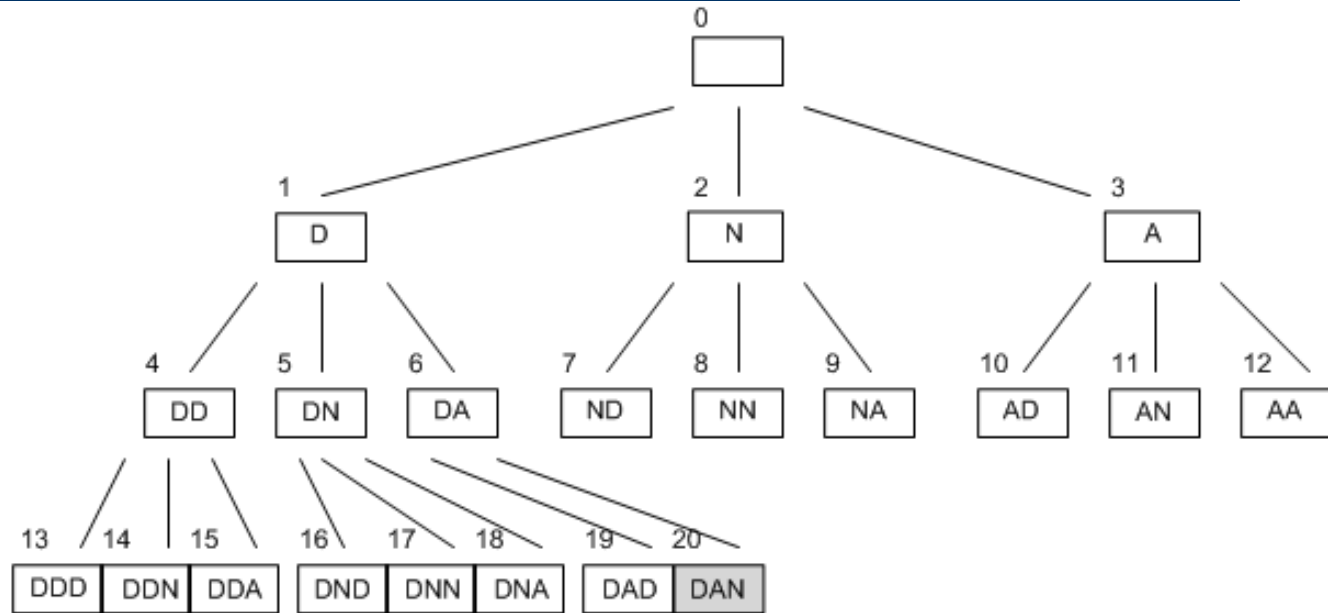 0
1 2 3
D N A
4 5 6 7 8 9 10 11 12
DD DN DA ND NN NA AD AN AA
13 14 15 16 17 18 19 20
DDD DDN DDA DND DNN DNA DAD DAN